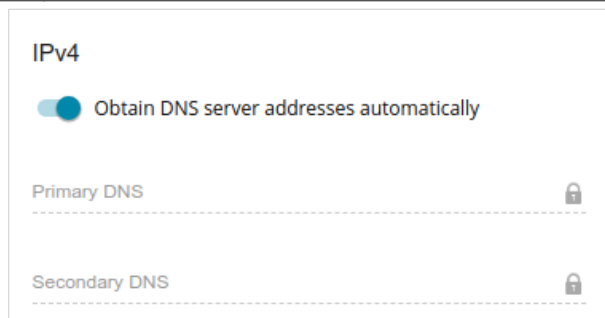 IPv4
Obtain DNS server addresses automatically
Primary DNS
Secondary DNS